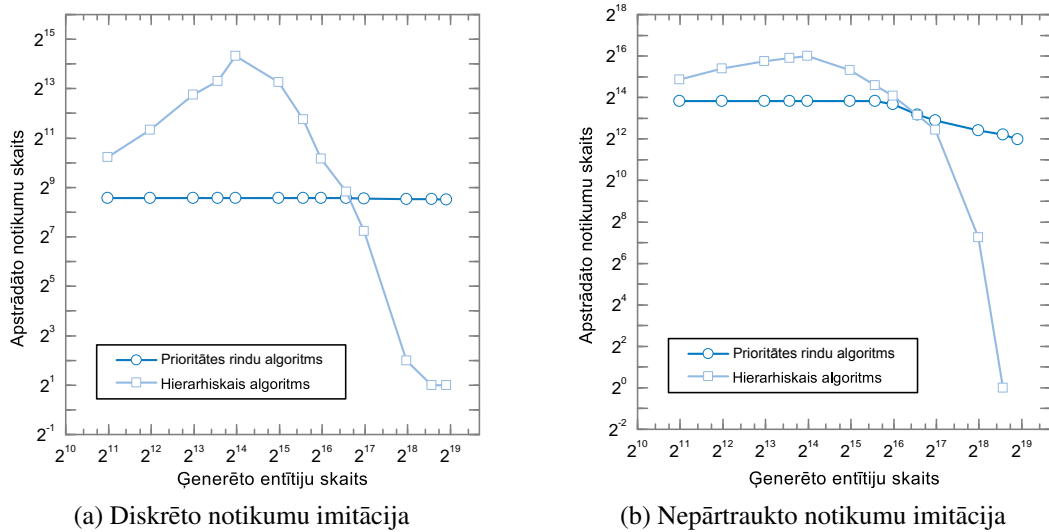 2^15
2^13
2^11
2^9
2^7
2^5
2^3
2^1
2^-1
Apstrādāto notikumu skaits
Prioritātes rindu algoritms
Hierarhiskais algoritms
2^10 2^11 2^12 2^13 2^14 2^15 2^16 2^17 2^18 2^19
Ģenerēto entītiju skaits
(a) Diskrēto notikumu imitācija
2^18
2^16
2^14
2^12
2^10
2^8
2^6
2^4
2^2
2^0
2^-2
Apstrādāto notikumu skaits
Prioritātes rindu algoritms
Hierarhiskais algoritms
2^10 2^11 2^12 2^13 2^14 2^15 2^16 2^17 2^18 2^19
Ģenerēto entītiju skaits
(b) Nepārtraukto notikumu imitācija